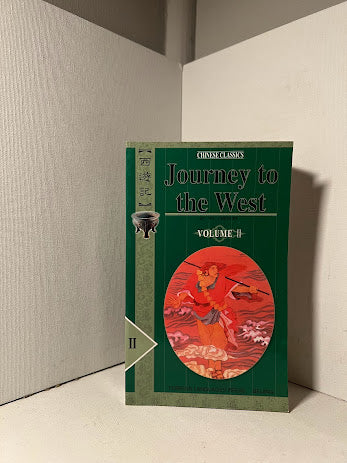 CHINESE CLASSICS
【西遊記】
Journey to
the West
VOLUME II
II